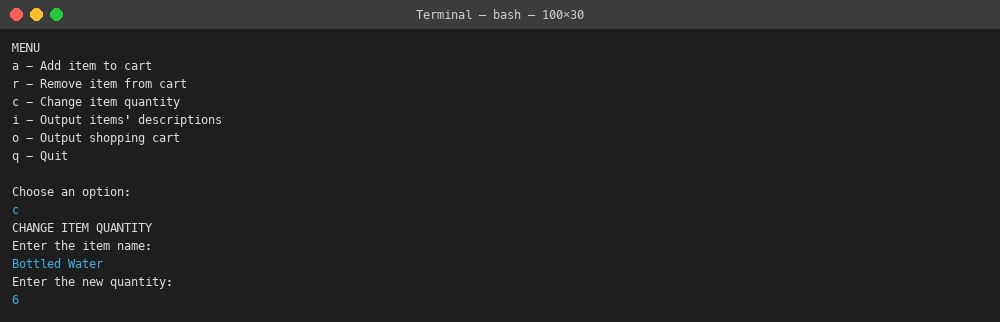 Terminal — bash — 100×30
MENU
a – Add item to cart
r – Remove item from cart
c – Change item quantity
i – Output items' descriptions
o – Output shopping cart
q – Quit
Choose an option:
c
CHANGE ITEM QUANTITY
Enter the item name:
Bottled Water
Enter the new quantity:
6